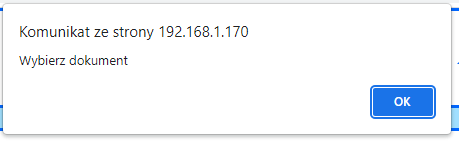 Komunikat ze strony 192.168.1.170
Wybierz dokument
OK